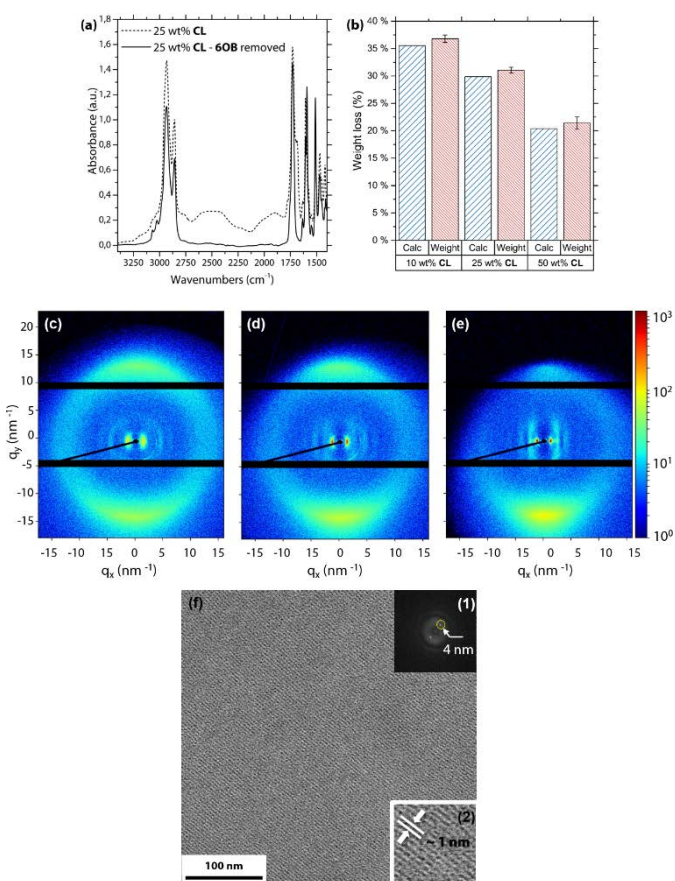 (a)
25 wt% CL
25 wt% CL - 6OB removed
Absorbance (a.u.)
1,8
1,6
1,4
1,2
1,0
0,8
0,6
0,4
0,2
0,0
3250 3000 2750 2500 2250 2000 1750 1500
Wavenumbers (cm-1)
(b)
Weight loss (%)
40 %
35 %
30 %
25 %
20 %
15 %
10 %
5 %
0 %
Calc Weight Calc Weight Calc Weight
10 wt% CL 25 wt% CL 50 wt% CL
(c)
(d)
(e)
qy (nm -1)
20
15
10
5
0
-5
-10
-15
-15 -10 -5 0 5 10 15
-15 -10 -5 0 5 10 15
-15 -10 -5 0 5 10 15
qx (nm -1)
qx (nm -1)
qx (nm -1)
10³
10²
10¹
10⁰
(f)
(1)
4 nm
(2)
~ 1 nm
100 nm